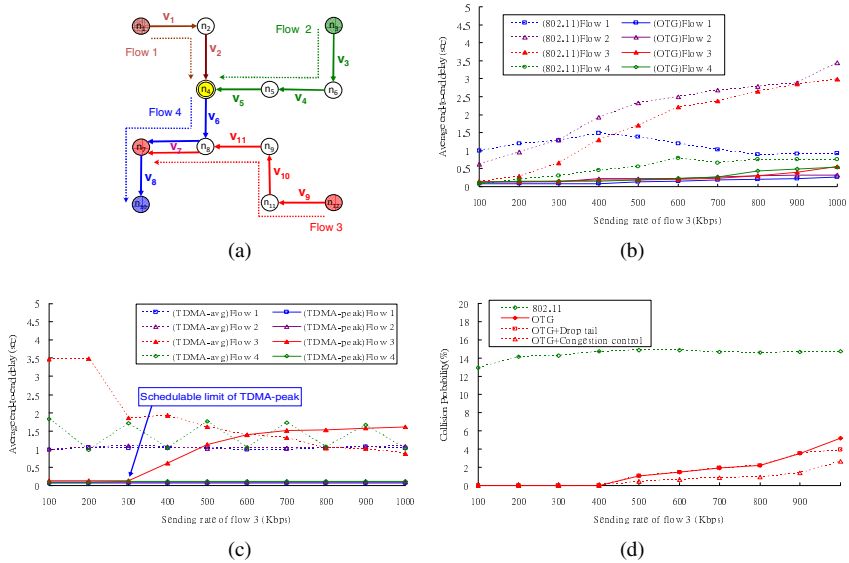 (a)
n1
v1
n2
n3
Flow 1
v2
Flow 2
v3
n4
v5
n5
v4
n6
Flow 4
v6
n7
v7
n8
v11
n9
v8
v10
v9
n10
n11
n12
Flow 3
(b)
Average end-to-end delay (sec)
5
4.5
4
3.5
3
2.5
2
1.5
1
0.5
0
(802.11)Flow 1
(OTG)Flow 1
(802.11)Flow 2
(OTG)Flow 2
(802.11)Flow 3
(OTG)Flow 3
(802.11)Flow 4
(OTG)Flow 4
100 200 300 400 500 600 700 800 900 1000
Sending rate of flow 3 (Kbps)
(c)
Average end-to-end delay (sec)
5
4.5
4
3.5
3
2.5
2
1.5
1
0.5
0
(TDMA-avg)Flow 1
(TDMA-peak)Flow 1
(TDMA-avg)Flow 2
(TDMA-peak)Flow 2
(TDMA-avg)Flow 3
(TDMA-peak)Flow 3
(TDMA-avg)Flow 4
(TDMA-peak)Flow 4
Schedulable limit of TDMA-peak
100 200 300 400 500 600 700 800 900 1000
Sending rate of flow 3 (Kbps)
(d)
Collision Probability(%)
20
18
16
14
12
10
8
6
4
2
0
802.11
OTG
OTG+Drop tail
OTG+Congestion control
100 200 300 400 500 600 700 800 900
Sending rate of flow 3 (Kbps)